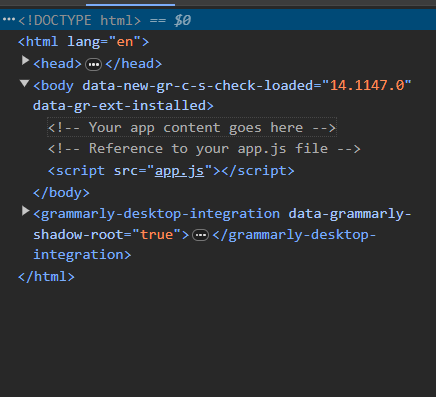 ···<!DOCTYPE html> == $0
<html lang="en">
▶<head>···</head>
▼<body data-new-gr-c-s-check-loaded="14.1147.0"
data-gr-ext-installed>
<!-- Your app content goes here -->
<!-- Reference to your app.js file -->
<script src="app.js"></script>
</body>
▶<grammarly-desktop-integration data-grammarly-
shadow-root="true">···</grammarly-desktop-
integration>
</html>